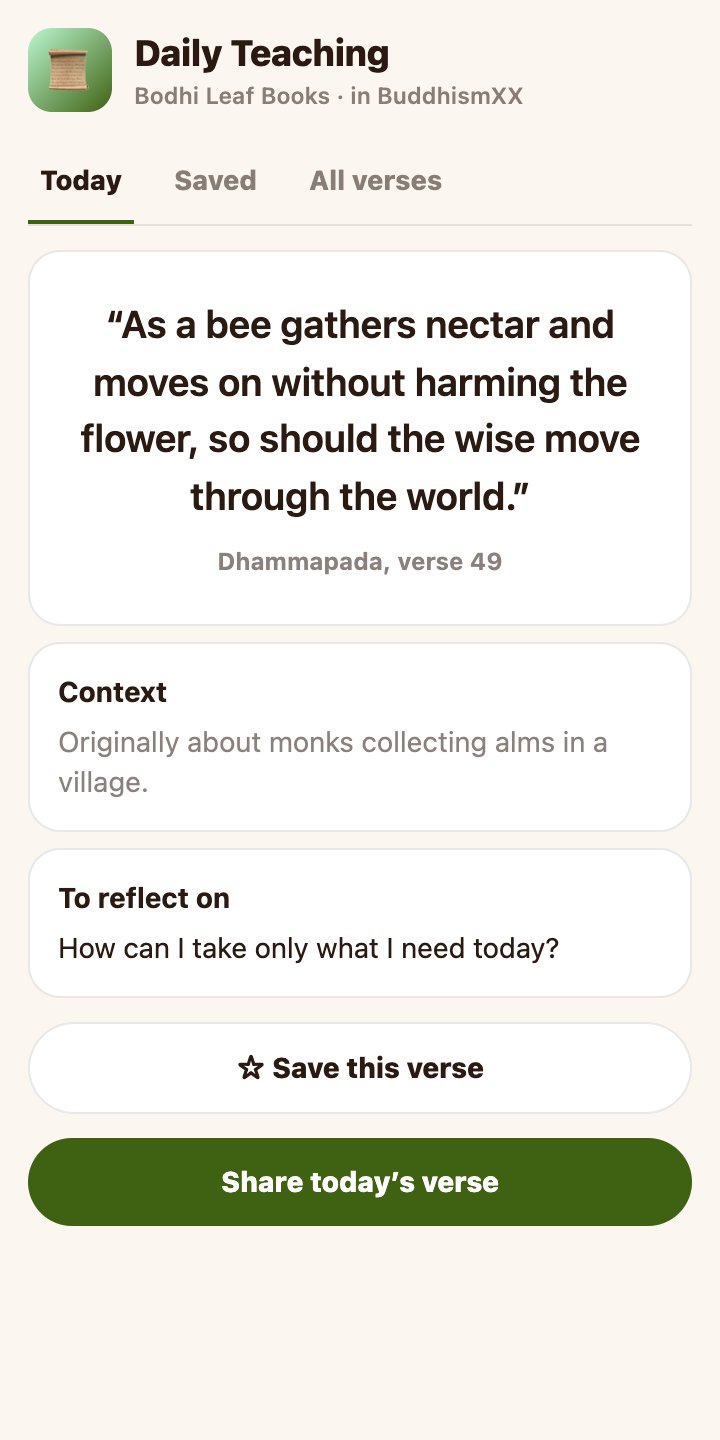 Daily Teaching
Bodhi Leaf Books · in BuddhismXX
Today
Saved
All verses
“As a bee gathers nectar and
moves on without harming the
flower, so should the wise move
through the world.”
Dhammapada, verse 49
Context
Originally about monks collecting alms in a
village.
To reflect on
How can I take only what I need today?
☆ Save this verse
Share today’s verse